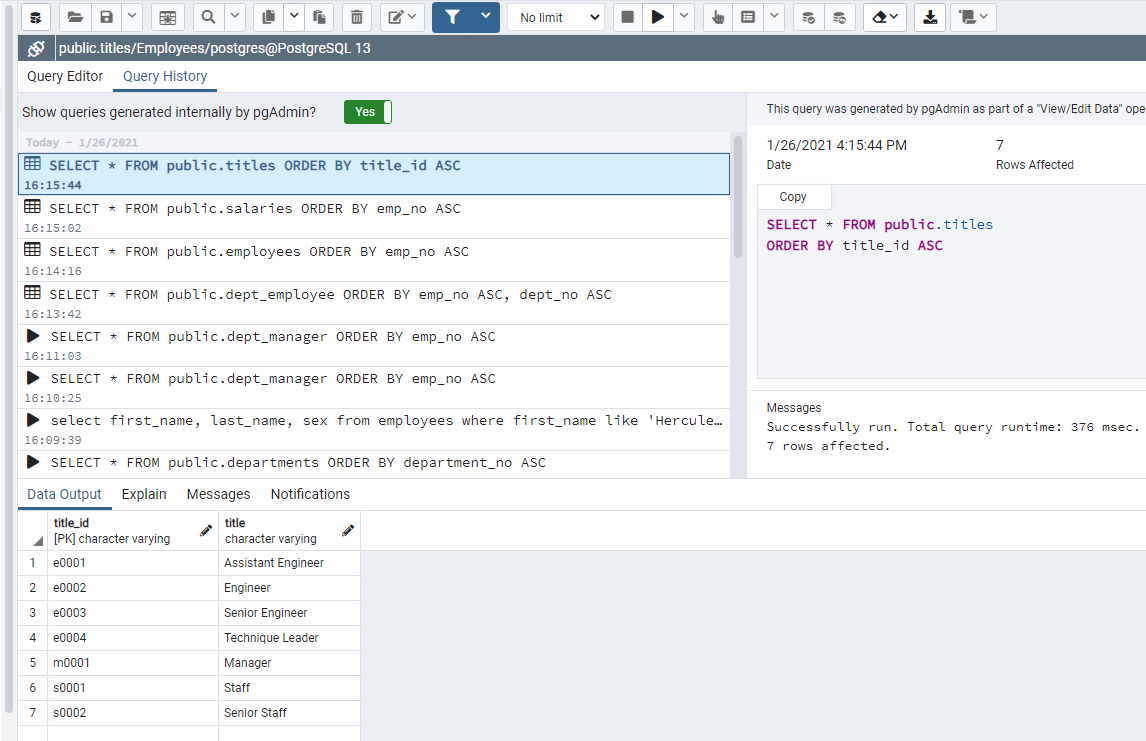 No limit
public.titles/Employees/postgres@PostgreSQL 13
Query Editor Query History
Show queries generated internally by pgAdmin? Yes
Today - 1/26/2021
SELECT * FROM public.titles ORDER BY title_id ASC
16:15:44
SELECT * FROM public.salaries ORDER BY emp_no ASC
16:15:02
SELECT * FROM public.employees ORDER BY emp_no ASC
16:14:16
SELECT * FROM public.dept_employee ORDER BY emp_no ASC, dept_no ASC
16:13:42
SELECT * FROM public.dept_manager ORDER BY emp_no ASC
16:11:03
SELECT * FROM public.dept_manager ORDER BY emp_no ASC
16:10:25
select first_name, last_name, sex from employees where first_name like 'Hercule…
16:09:39
SELECT * FROM public.departments ORDER BY department_no ASC
This query was generated by pgAdmin as part of a "View/Edit Data" ope
1/26/2021 4:15:44 PM 7
Date Rows Affected
Copy
SELECT * FROM public.titles
ORDER BY title_id ASC
Messages
Successfully run. Total query runtime: 376 msec.
7 rows affected.
Data Output Explain Messages Notifications
title_id title
[PK] character varying character varying
1 e0001 Assistant Engineer
2 e0002 Engineer
3 e0003 Senior Engineer
4 e0004 Technique Leader
5 m0001 Manager
6 s0001 Staff
7 s0002 Senior Staff